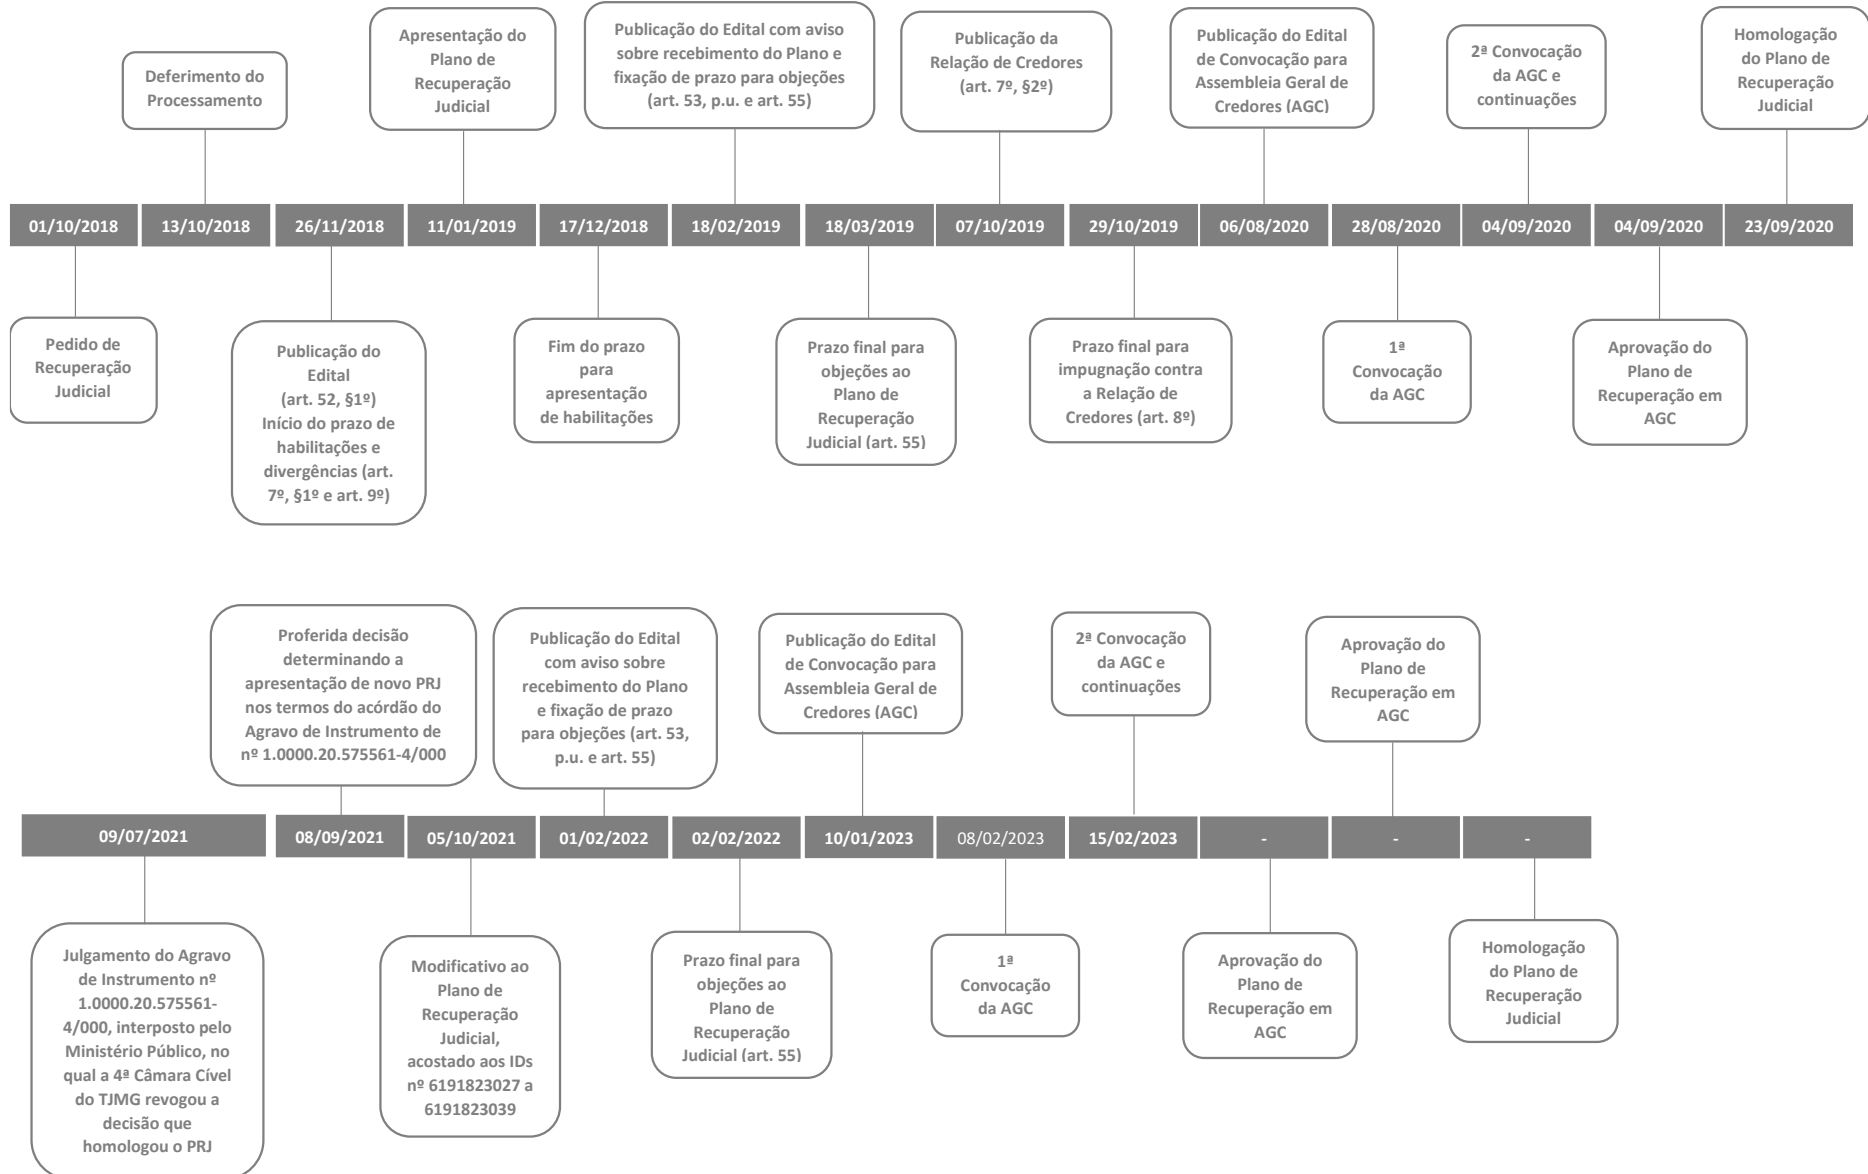 Deferimento do
Processamento
Apresentação do
Plano de
Recuperação
Judicial
Publicação do Edital com aviso
sobre recebimento do Plano e
fixação de prazo para objeções
(art. 53, p.u. e art. 55)
Publicação da
Relação de Credores
(art. 7º, §2º)
Publicação do Edital
de Convocação para
Assembleia Geral de
Credores (AGC)
2ª Convocação
da AGC e
continuações
Homologação
do Plano de
Recuperação
Judicial
01/10/2018
13/10/2018
26/11/2018
11/01/2019
17/12/2018
18/02/2019
18/03/2019
07/10/2019
29/10/2019
06/08/2020
28/08/2020
04/09/2020
04/09/2020
23/09/2020
Pedido de
Recuperação
Judicial
Publicação do
Edital
(art. 52, §1º)
Início do prazo de
habilitações e
divergências (art.
7º, §1º e art. 9º)
Fim do prazo
para
apresentação
de habilitações
Prazo final para
objeções ao
Plano de
Recuperação
Judicial (art. 55)
Prazo final para
impugnação contra
a Relação de
Credores (art. 8º)
1ª
Convocação
da AGC
Aprovação do
Plano de
Recuperação em
AGC
Proferida decisão
determinando a
apresentação de novo PRJ
nos termos do acórdão do
Agravo de Instrumento de
nº 1.0000.20.575561-4/000
Publicação do Edital
com aviso sobre
recebimento do Plano
e fixação de prazo
para objeções (art. 53,
p.u. e art. 55)
Publicação do Edital
de Convocação para
Assembleia Geral de
Credores (AGC)
2ª Convocação
da AGC e
continuações
Aprovação do
Plano de
Recuperação em
AGC
09/07/2021
08/09/2021
05/10/2021
01/02/2022
02/02/2022
10/01/2023
08/02/2023
15/02/2023
-
-
-
Julgamento do Agravo
de Instrumento nº
1.0000.20.575561-
4/000, interposto pelo
Ministério Público, no
qual a 4ª Câmara Cível
do TJMG revogou a
decisão que
homologou o PRJ
Modificativo ao
Plano de
Recuperação
Judicial,
acostado aos IDs
nº 6191823027 a
6191823039
Prazo final para
objeções ao
Plano de
Recuperação
Judicial (art. 55)
1ª
Convocação
da AGC
Aprovação do
Plano de
Recuperação em
AGC
Homologação
do Plano de
Recuperação
Judicial